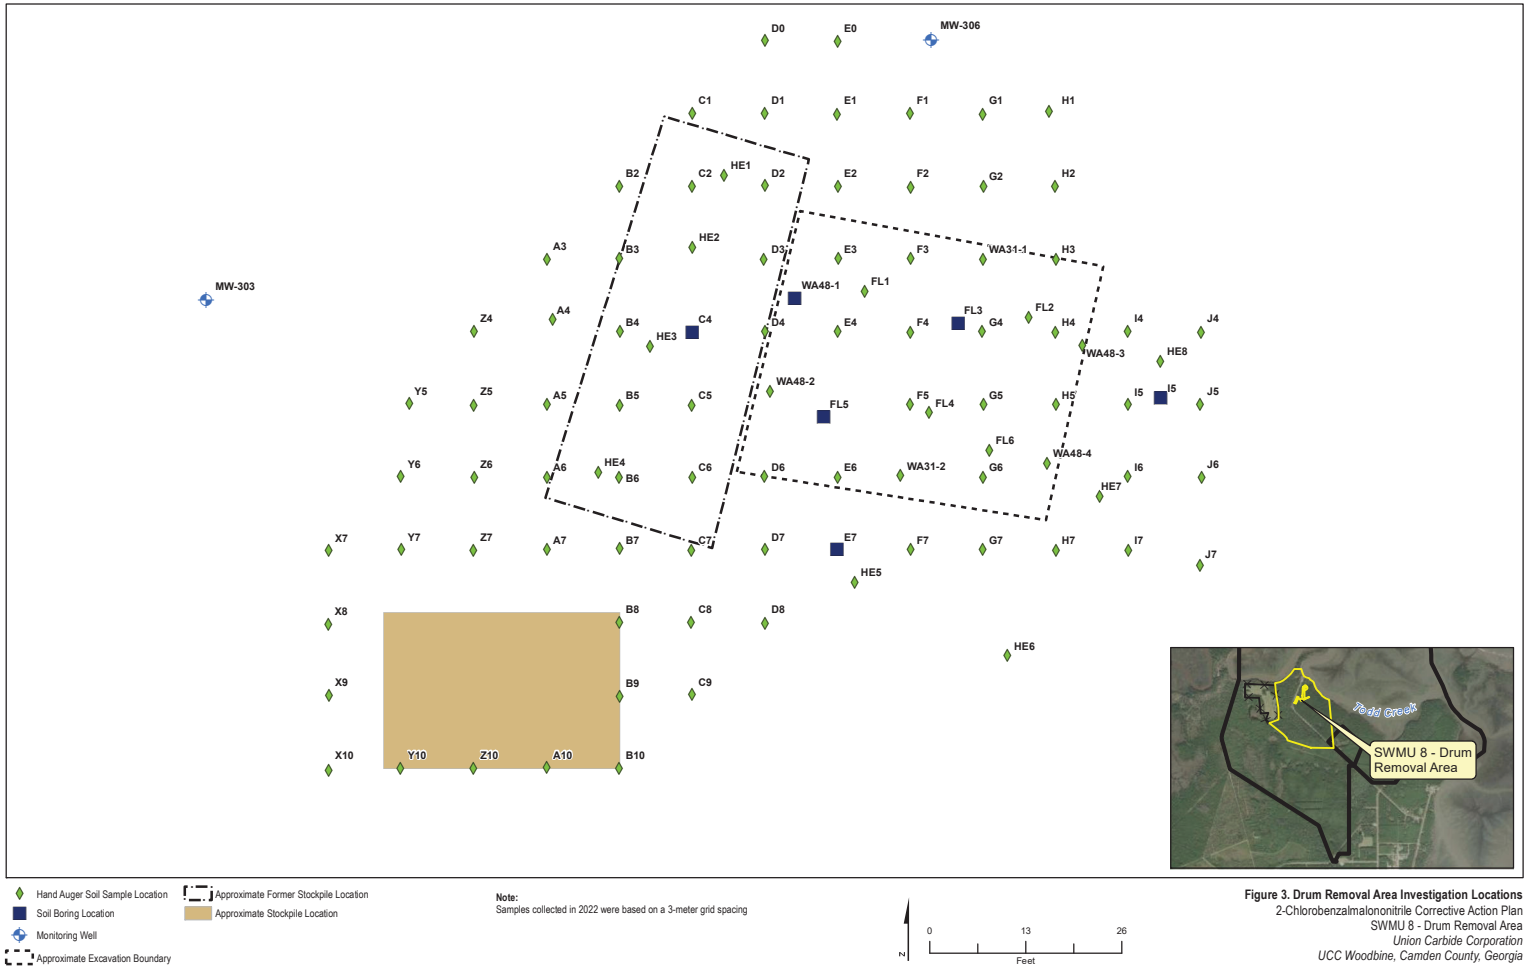 D0 E0 MW-306
C1 D1 E1 F1 G1 H1
B2 C2 HE1 D2 E2 F2 G2 H2
A3 B3 HE2 D3 E3 F3 WA31-1 H3
MW-303 WA48-1 FL1
Z4 A4 B4 HE3 C4 D4 E4 F4 FL3 G4 FL2 H4 I4 J4
WA48-3 HE8
Y5 Z5 A5 B5 C5 WA48-2 FL5 F5 FL4 G5 H5 I5 I5 J5
Y6 Z6 A6 HE4 B6 C6 D6 E6 WA31-2 FL6 G6 WA48-4 HE7 I6 J6
X7 Y7 Z7 A7 B7 C7 D7 E7 F7 G7 H7 I7 J7
HE5
X8 B8 C8 D8
HE6
X9 B9 C9
X10 Y10 Z10 A10 B10
Todd Creek
SWMU 8 - Drum
Removal Area
Hand Auger Soil Sample Location
Soil Boring Location
Monitoring Well
Approximate Excavation Boundary
Approximate Former Stockpile Location
Approximate Stockpile Location
Note:
Samples collected in 2022 were based on a 3-meter grid spacing
Z
0 13 26
Feet
Figure 3. Drum Removal Area Investigation Locations
2-Chlorobenzalmalononitrile Corrective Action Plan
SWMU 8 - Drum Removal Area
Union Carbide Corporation
UCC Woodbine, Camden County, Georgia